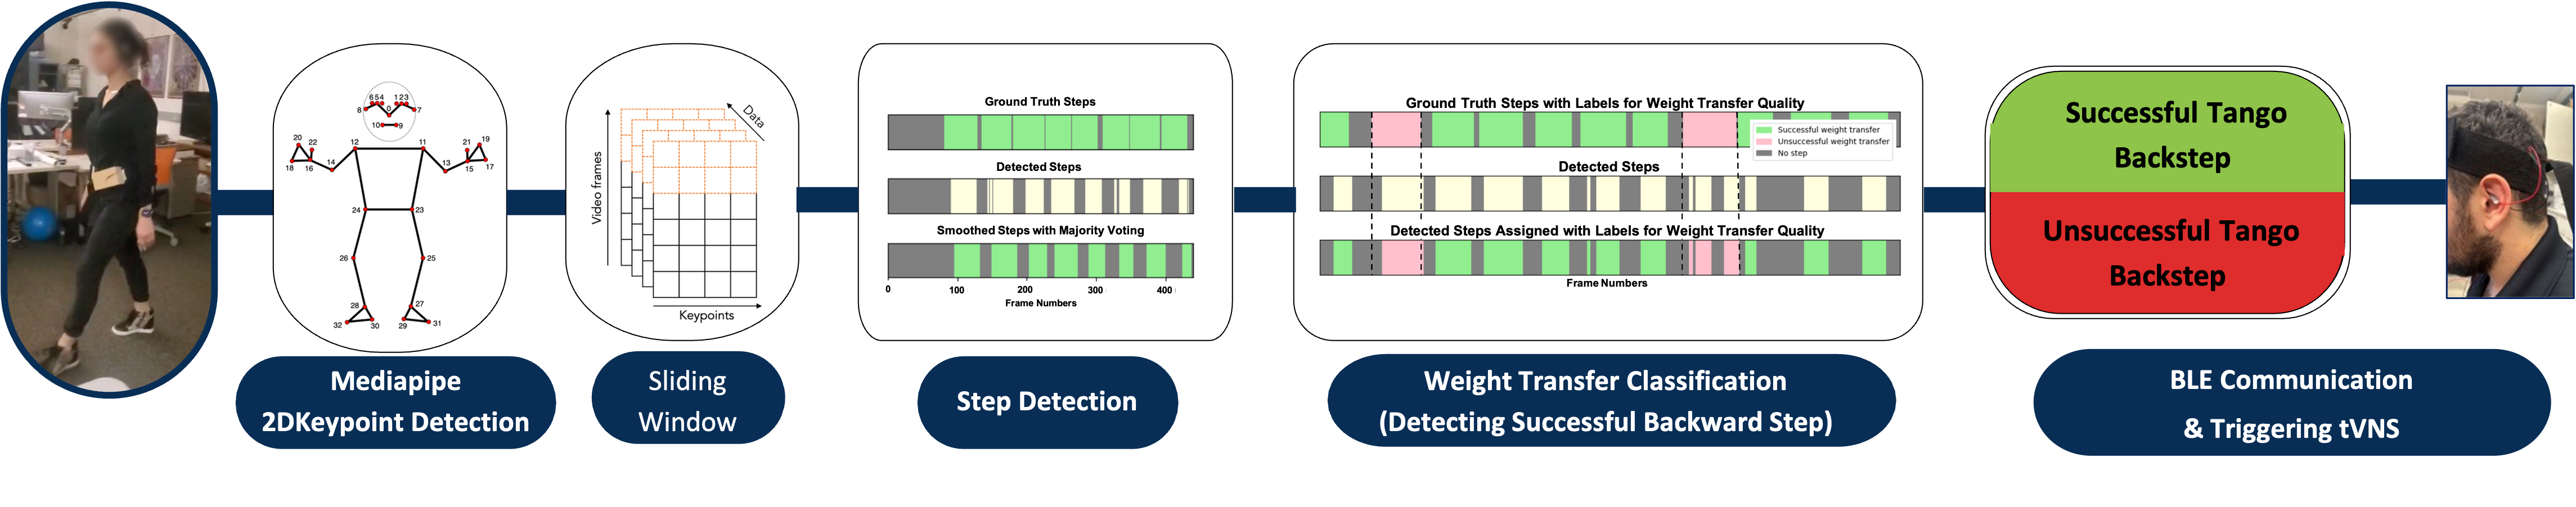 6 5 4
1 2 3
8
0
7
10
9
20
22
18
16
14
12
11
13
21
19
15
17
24
23
26
25
28
27
32
30
29
31
Mediapipe
2DKeypoint Detection
Data
Video frames
Keypoints
Sliding
Window
Ground Truth Steps
Detected Steps
Smoothed Steps with Majority Voting
0 100 200 300 400
Frame Numbers
Step Detection
Ground Truth Steps with Labels for Weight Transfer Quality
Successful weight transfer
Unsuccessful weight transfer
No step
Detected Steps
Detected Steps Assigned with Labels for Weight Transfer Quality
Frame Numbers
Weight Transfer Classification
(Detecting Successful Backward Step)
Successful Tango
Backstep
Unsuccessful Tango
Backstep
BLE Communication
& Triggering tVNS